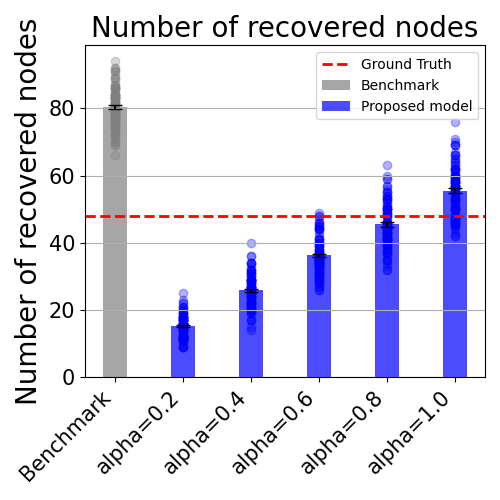 Number of recovered nodes
Number of recovered nodes
Ground Truth
Benchmark
Proposed model
80
60
40
20
0
Benchmark
alpha=0.2
alpha=0.4
alpha=0.6
alpha=0.8
alpha=1.0